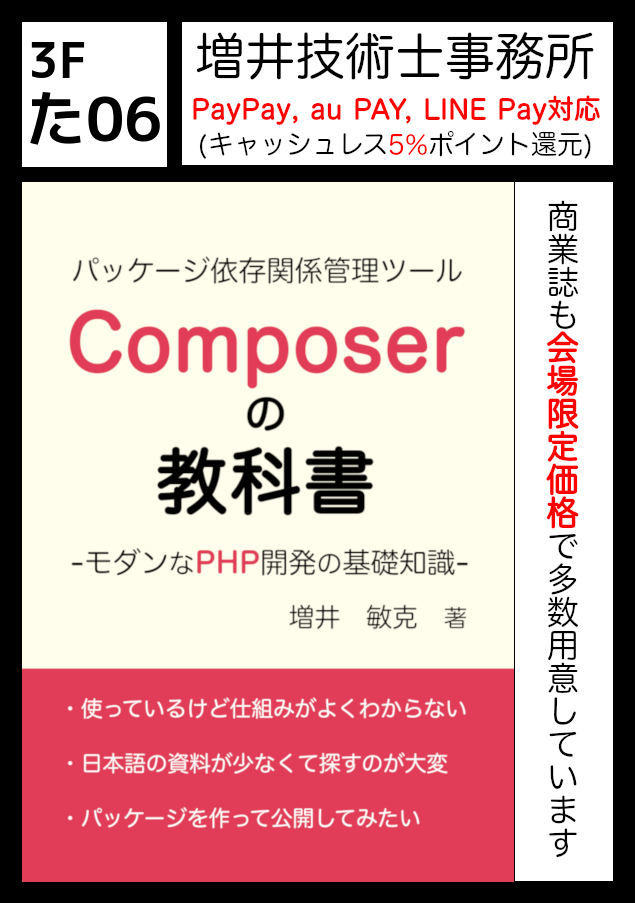 3F
た06
増井技術士事務所
PayPay, au PAY, LINE Pay対応
(キャッシュレス5%ポイント還元)
パッケージ依存関係管理ツール
Composer
の
教科書
-モダンなPHP開発の基礎知識-
増井　敏克　著
・使っているけど仕組みがよくわからない
・日本語の資料が少なくて探すのが大変
・パッケージを作って公開してみたい
商業誌も会場限定価格で多数用意しています